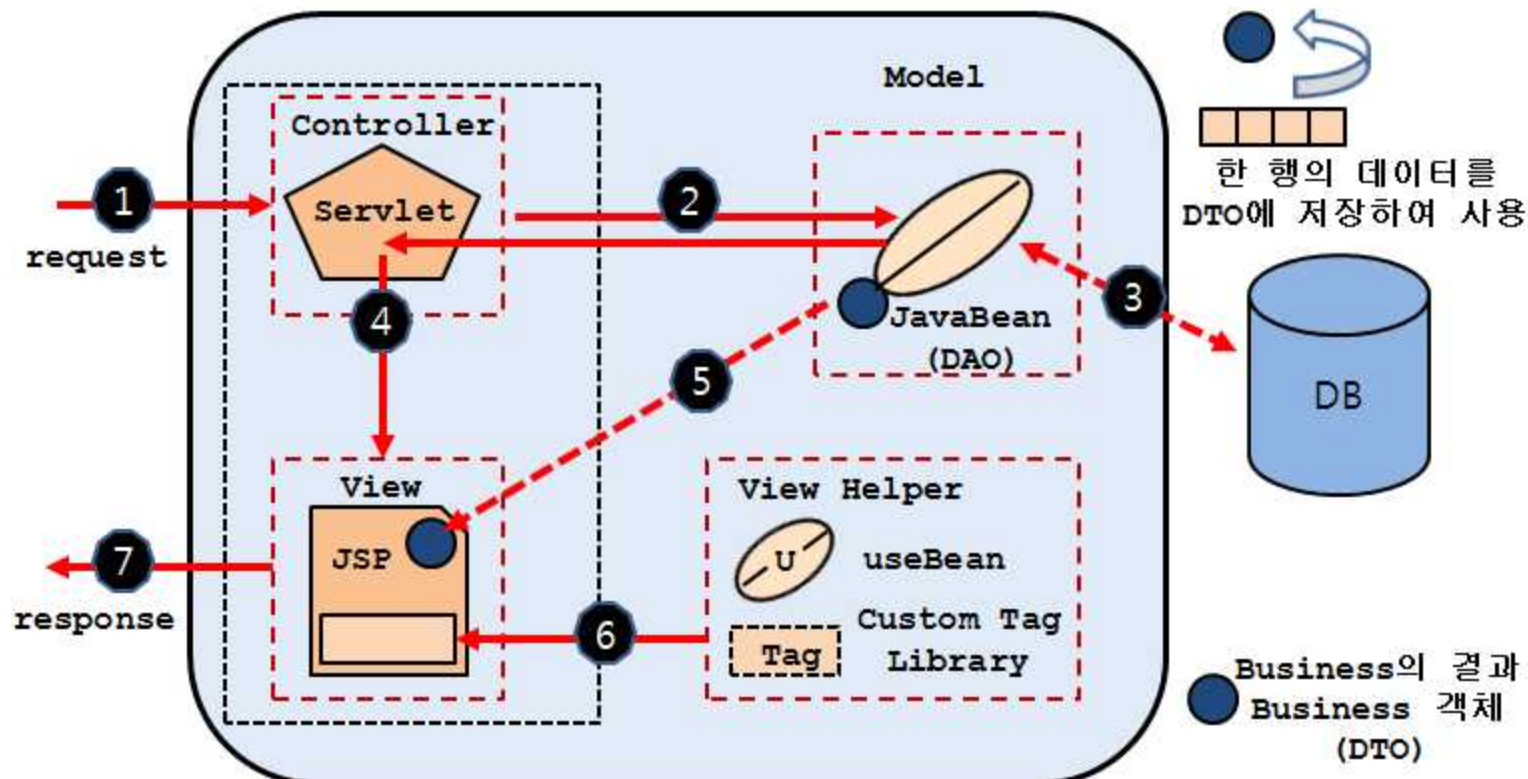 Model
Controller
1
Servlet
2
request
한 행의 데이터를
DTO에 저장하여 사용
3
4
JavaBean
(DAO)
5
DB
View
View Helper
JSP
U
useBean
7
response
6
Tag
Custom Tag
Library
Business의 결과
Business 객체
(DTO)